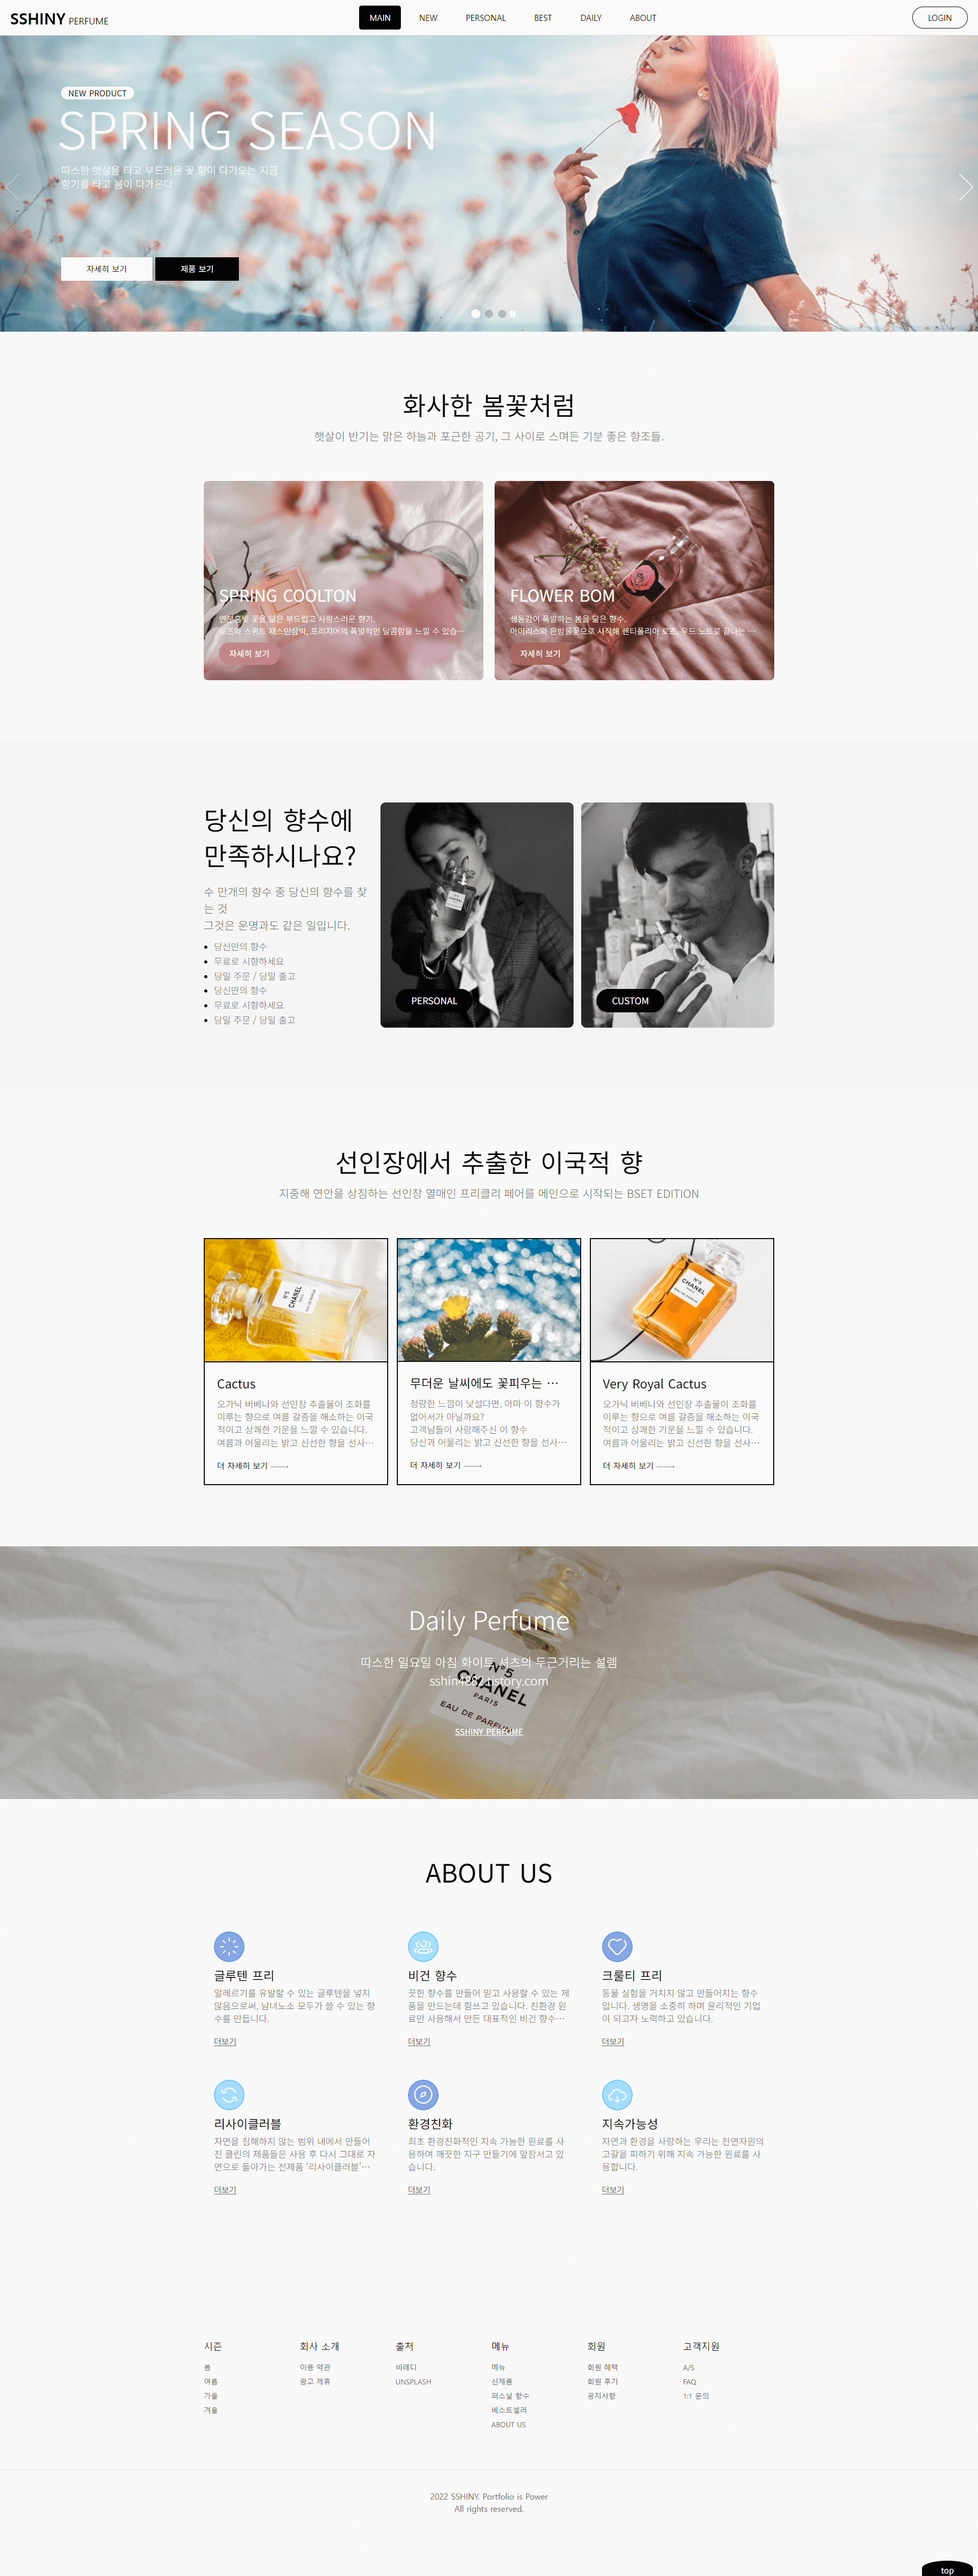 SSHINY PERFUME
MAIN
NEW
PERSONAL
BEST
DAILY
ABOUT
LOGIN
NEW PRODUCT
SPRING SEASON
따스한 햇살을 타고 부드러운 꽃 향이 다가오는 지금
향기를 타고 봄이 다가온다
자세히 보기
제품 보기
화사한 봄꽃처럼
햇살이 반기는 맑은 하늘과 포근한 공기, 그 사이로 스며든 기분 좋은 향조들.
SPRING COOLTON
연분홍빛 꽃을 닮은 부드럽고 사랑스러운 향기.
로즈와 스위트 재스민삼박, 프리지어의 폭발적인 달콤함을 느낄 수 있습…
자세히 보기
FLOWER BOM
생동감이 폭발하는 봄을 닮은 향수.
아이리스와 은방울꽃으로 시작해 센티폴리아 로즈, 우드 노트로 끝나는 …
자세히 보기
당신의 향수에
만족하시나요?
수 만개의 향수 중 당신의 향수를 찾
는 것
그것은 운명과도 같은 일입니다.
당신만의 향수
무료로 시향하세요
당일 주문 / 당일 출고
당신만의 향수
무료로 시향하세요
당일 주문 / 당일 출고
PERSONAL
CUSTOM
선인장에서 추출한 이국적 향
지중해 연안을 상징하는 선인장 열매인 프리클리 페어를 메인으로 시작되는 BSET EDITION
N°5
CHANEL
Cactus
오가닉 버베나와 선인장 추출물이 조화를
이루는 향으로 여름 갈증을 해소하는 이국
적이고 상쾌한 기운을 느낄 수 있습니다.
여름과 어울리는 밝고 신선한 향을 선사…
더 자세히 보기
무더운 날씨에도 꽃피우는 …
청량한 느낌이 낯설다면, 아마 이 향수가
없어서가 아닐까요?
고객님들이 사랑해주신 이 향수
당신과 어울리는 밝고 신선한 향을 선사…
더 자세히 보기
N°5
CHANEL
Very Royal Cactus
오가닉 버베나와 선인장 추출물이 조화를
이루는 향으로 여름 갈증을 해소하는 이국
적이고 상쾌한 기운을 느낄 수 있습니다.
여름과 어울리는 밝고 신선한 향을 선사…
더 자세히 보기
Daily Perfume
따스한 일요일 아침 화이트 셔츠의 두근거리는 설렘
N°5
CHANEL
PARIS
EAU DE PARFUM
SSHINY PERFUME
ABOUT US
글루텐 프리
알레르기를 유발할 수 있는 글루텐을 넣지
않음으로써, 남녀노소 모두가 쓸 수 있는 향
수를 만듭니다.
더보기
비건 향수
끗한 향수를 만들어 믿고 사용할 수 있는 제
품을 만드는데 힘쓰고 있습니다. 친환경 원
료만 사용해서 만든 대표적인 비건 향수…
더보기
크룰티 프리
동물 실험을 거치지 않고 만들어지는 향수
입니다. 생명을 소중히 하며 윤리적인 기업
이 되고자 노력하고 있습니다.
더보기
리사이클러블
자연을 침해하지 않는 범위 내에서 만들어
진 클린의 제품들은 사용 후 다시 그대로 자
연으로 돌아가는 전제품 '리사이클러블'…
더보기
환경친화
최초 환경친화적인 지속 가능한 원료를 사
용하여 깨끗한 지구 만들기에 앞장서고 있
습니다.
더보기
지속가능성
자연과 환경을 사랑하는 우리는 천연자원의
고갈을 피하기 위해 지속 가능한 원료를 사
용합니다.
더보기
시즌
봄
여름
가을
겨울
회사 소개
이용 약관
광고 제휴
출처
비레디
UNSPLASH
메뉴
메뉴
신제품
퍼스널 향수
베스트셀러
ABOUT US
회원
회원 혜택
회원 후기
공지사항
고객지원
A/S
FAQ
1:1 문의
2022 SSHINY. Portfolio is Power
All rights reserved.
top